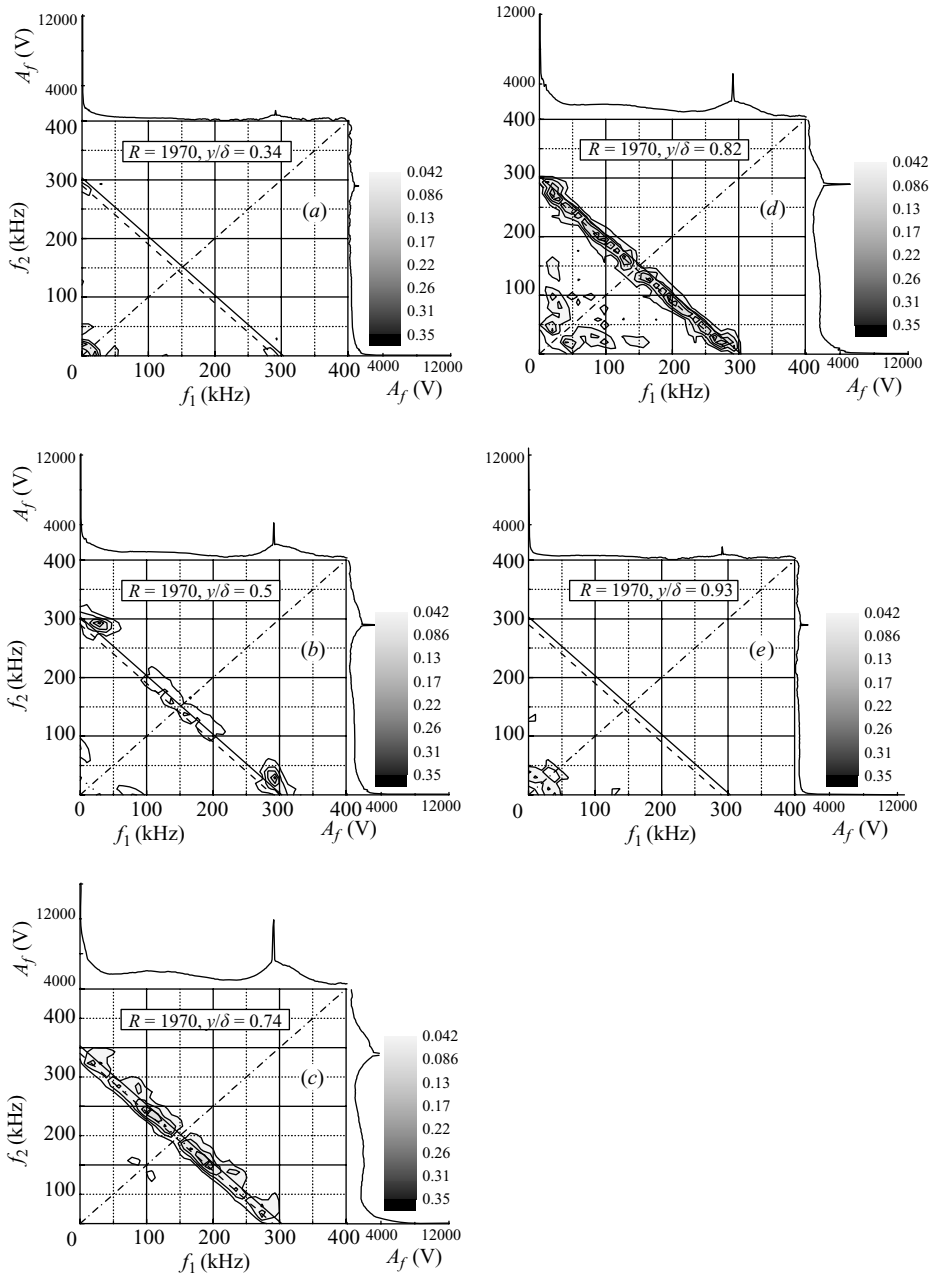 12000
A_f (V)
4000
400
R = 1970, y/δ = 0.34
300
(a)
f_2 (kHz)
200
100
0.042
0.086
0.13
0.17
0.22
0.26
0.31
0.35
0 100 200 300 400 4000 12000
f_1 (kHz) A_f (V)
12000
4000
400
R = 1970, y/δ = 0.82
300
(d)
200
100
0.042
0.086
0.13
0.17
0.22
0.26
0.31
0.35
0 100 200 300 400 4000 12000
f_1 (kHz) A_f (V)
12000
A_f (V)
4000
400
R = 1970, y/δ = 0.5
300
(b)
f_2 (kHz)
200
100
0.042
0.086
0.13
0.17
0.22
0.26
0.31
0.35
0 100 200 300 400 4000 12000
f_1 (kHz) A_f (V)
12000
4000
400
R = 1970, y/δ = 0.93
300
(e)
200
100
0.042
0.086
0.13
0.17
0.22
0.26
0.31
0.35
0 100 200 300 400 4000 12000
f_1 (kHz) A_f (V)
12000
A_f (V)
4000
400
R = 1970, y/δ = 0.74
300
(c)
f_2 (kHz)
200
100
0.042
0.086
0.13
0.17
0.22
0.26
0.31
0.35
0 100 200 300 400 4000 12000
f_1 (kHz) A_f (V)